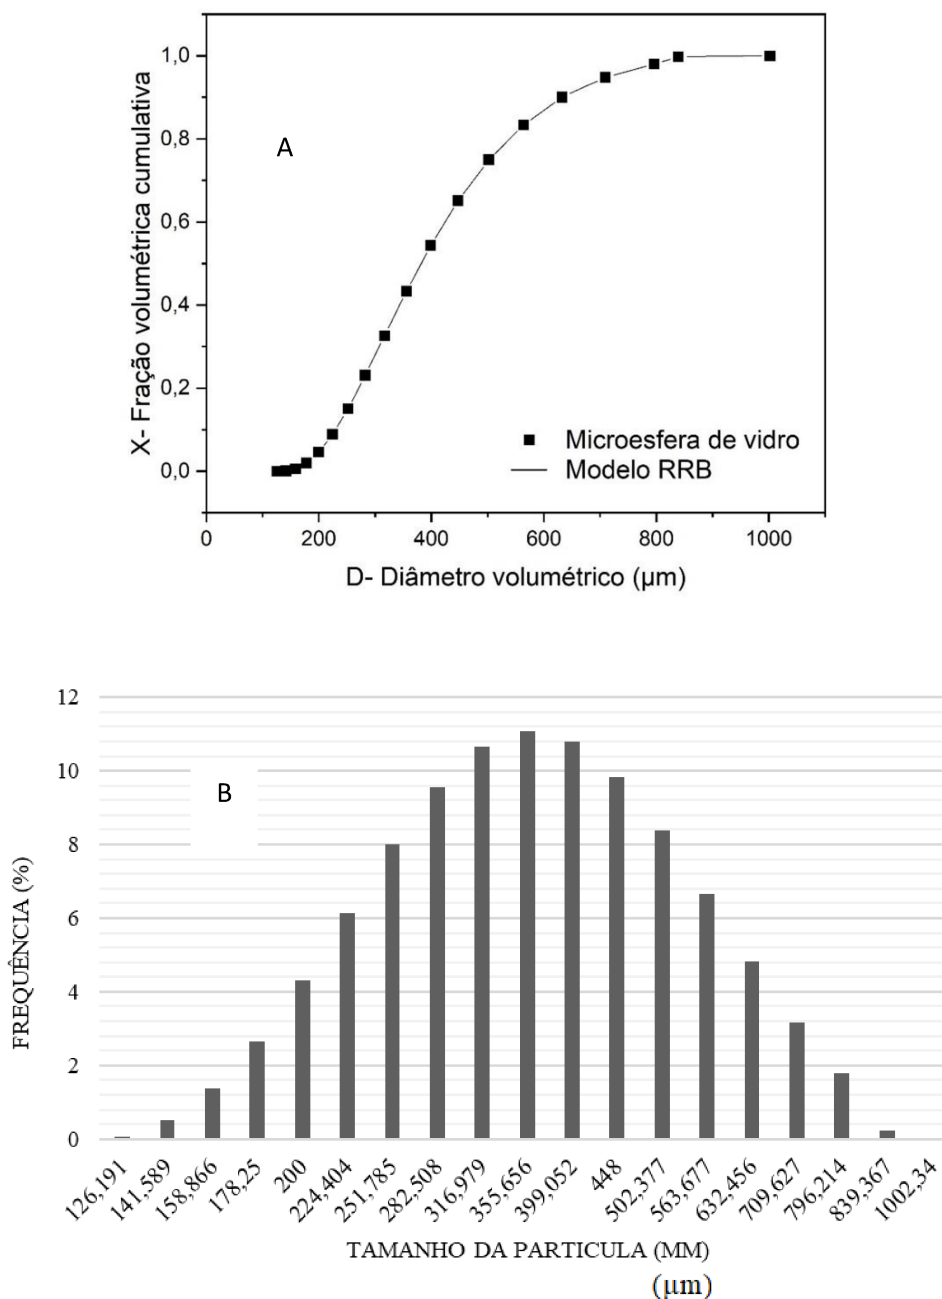 1,0
0,8
0,6
0,4
0,2
0,0
X- Fração volumétrica cumulativa
A
Microesfera de vidro
Modelo RRB
0 200 400 600 800 1000
D- Diâmetro volumétrico (μm)
12
10
8
6
4
2
0
FREQUÊNCIA (%)
B
126,191 141,589 158,866 178,25 200 224,404 251,785 282,508 316,979 355,656 399,052 448 502,377 563,677 632,456 709,627 796,214 839,367 1002,34
TAMANHO DA PARTICULA (MM)
(μm)